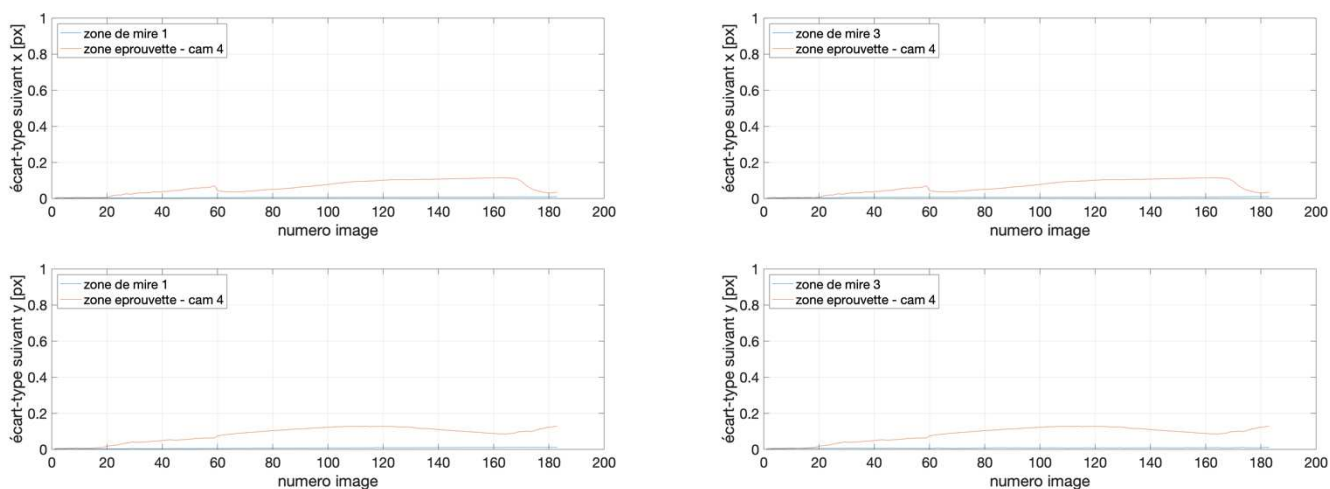 écart-type suivant x [px]
1
0.8
0.6
0.4
0.2
0
zone de mire 1
zone eprouvette - cam 4
0 20 40 60 80 100 120 140 160 180 200
numero image
écart-type suivant x [px]
1
0.8
0.6
0.4
0.2
0
zone de mire 3
zone eprouvette - cam 4
0 20 40 60 80 100 120 140 160 180 200
numero image
écart-type suivant y [px]
1
0.8
0.6
0.4
0.2
0
zone de mire 1
zone eprouvette - cam 4
0 20 40 60 80 100 120 140 160 180 200
numero image
écart-type suivant y [px]
1
0.8
0.6
0.4
0.2
0
zone de mire 3
zone eprouvette - cam 4
0 20 40 60 80 100 120 140 160 180 200
numero image